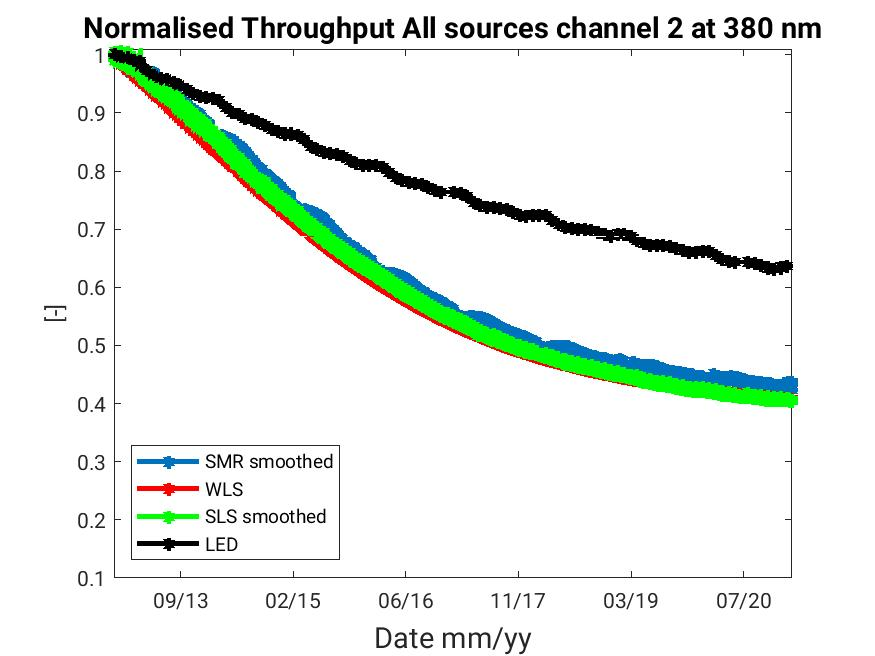 Normalised Throughput All sources channel 2 at 380 nm
1
0.9
0.8
0.7
0.6
0.5
0.4
0.3
0.2
0.1
[-]
SMR smoothed
WLS
SLS smoothed
LED
09/13 02/15 06/16 11/17 03/19 07/20
Date mm/yy